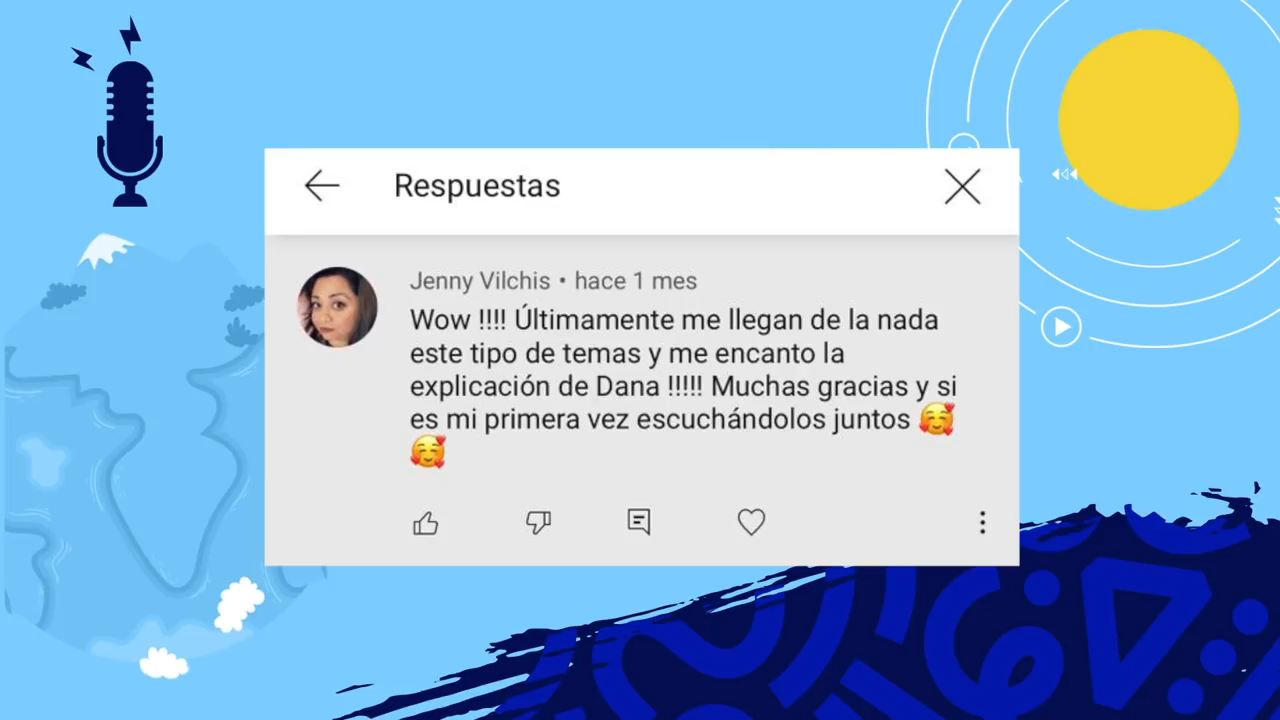 Respuestas
Jenny Vilchis • hace 1 mes
Wow !!!! Últimamente me llegan de la nada
este tipo de temas y me encanto la
explicación de Dana !!!!! Muchas gracias y si
es mi primera vez escuchándolos juntos 🥰
🥰